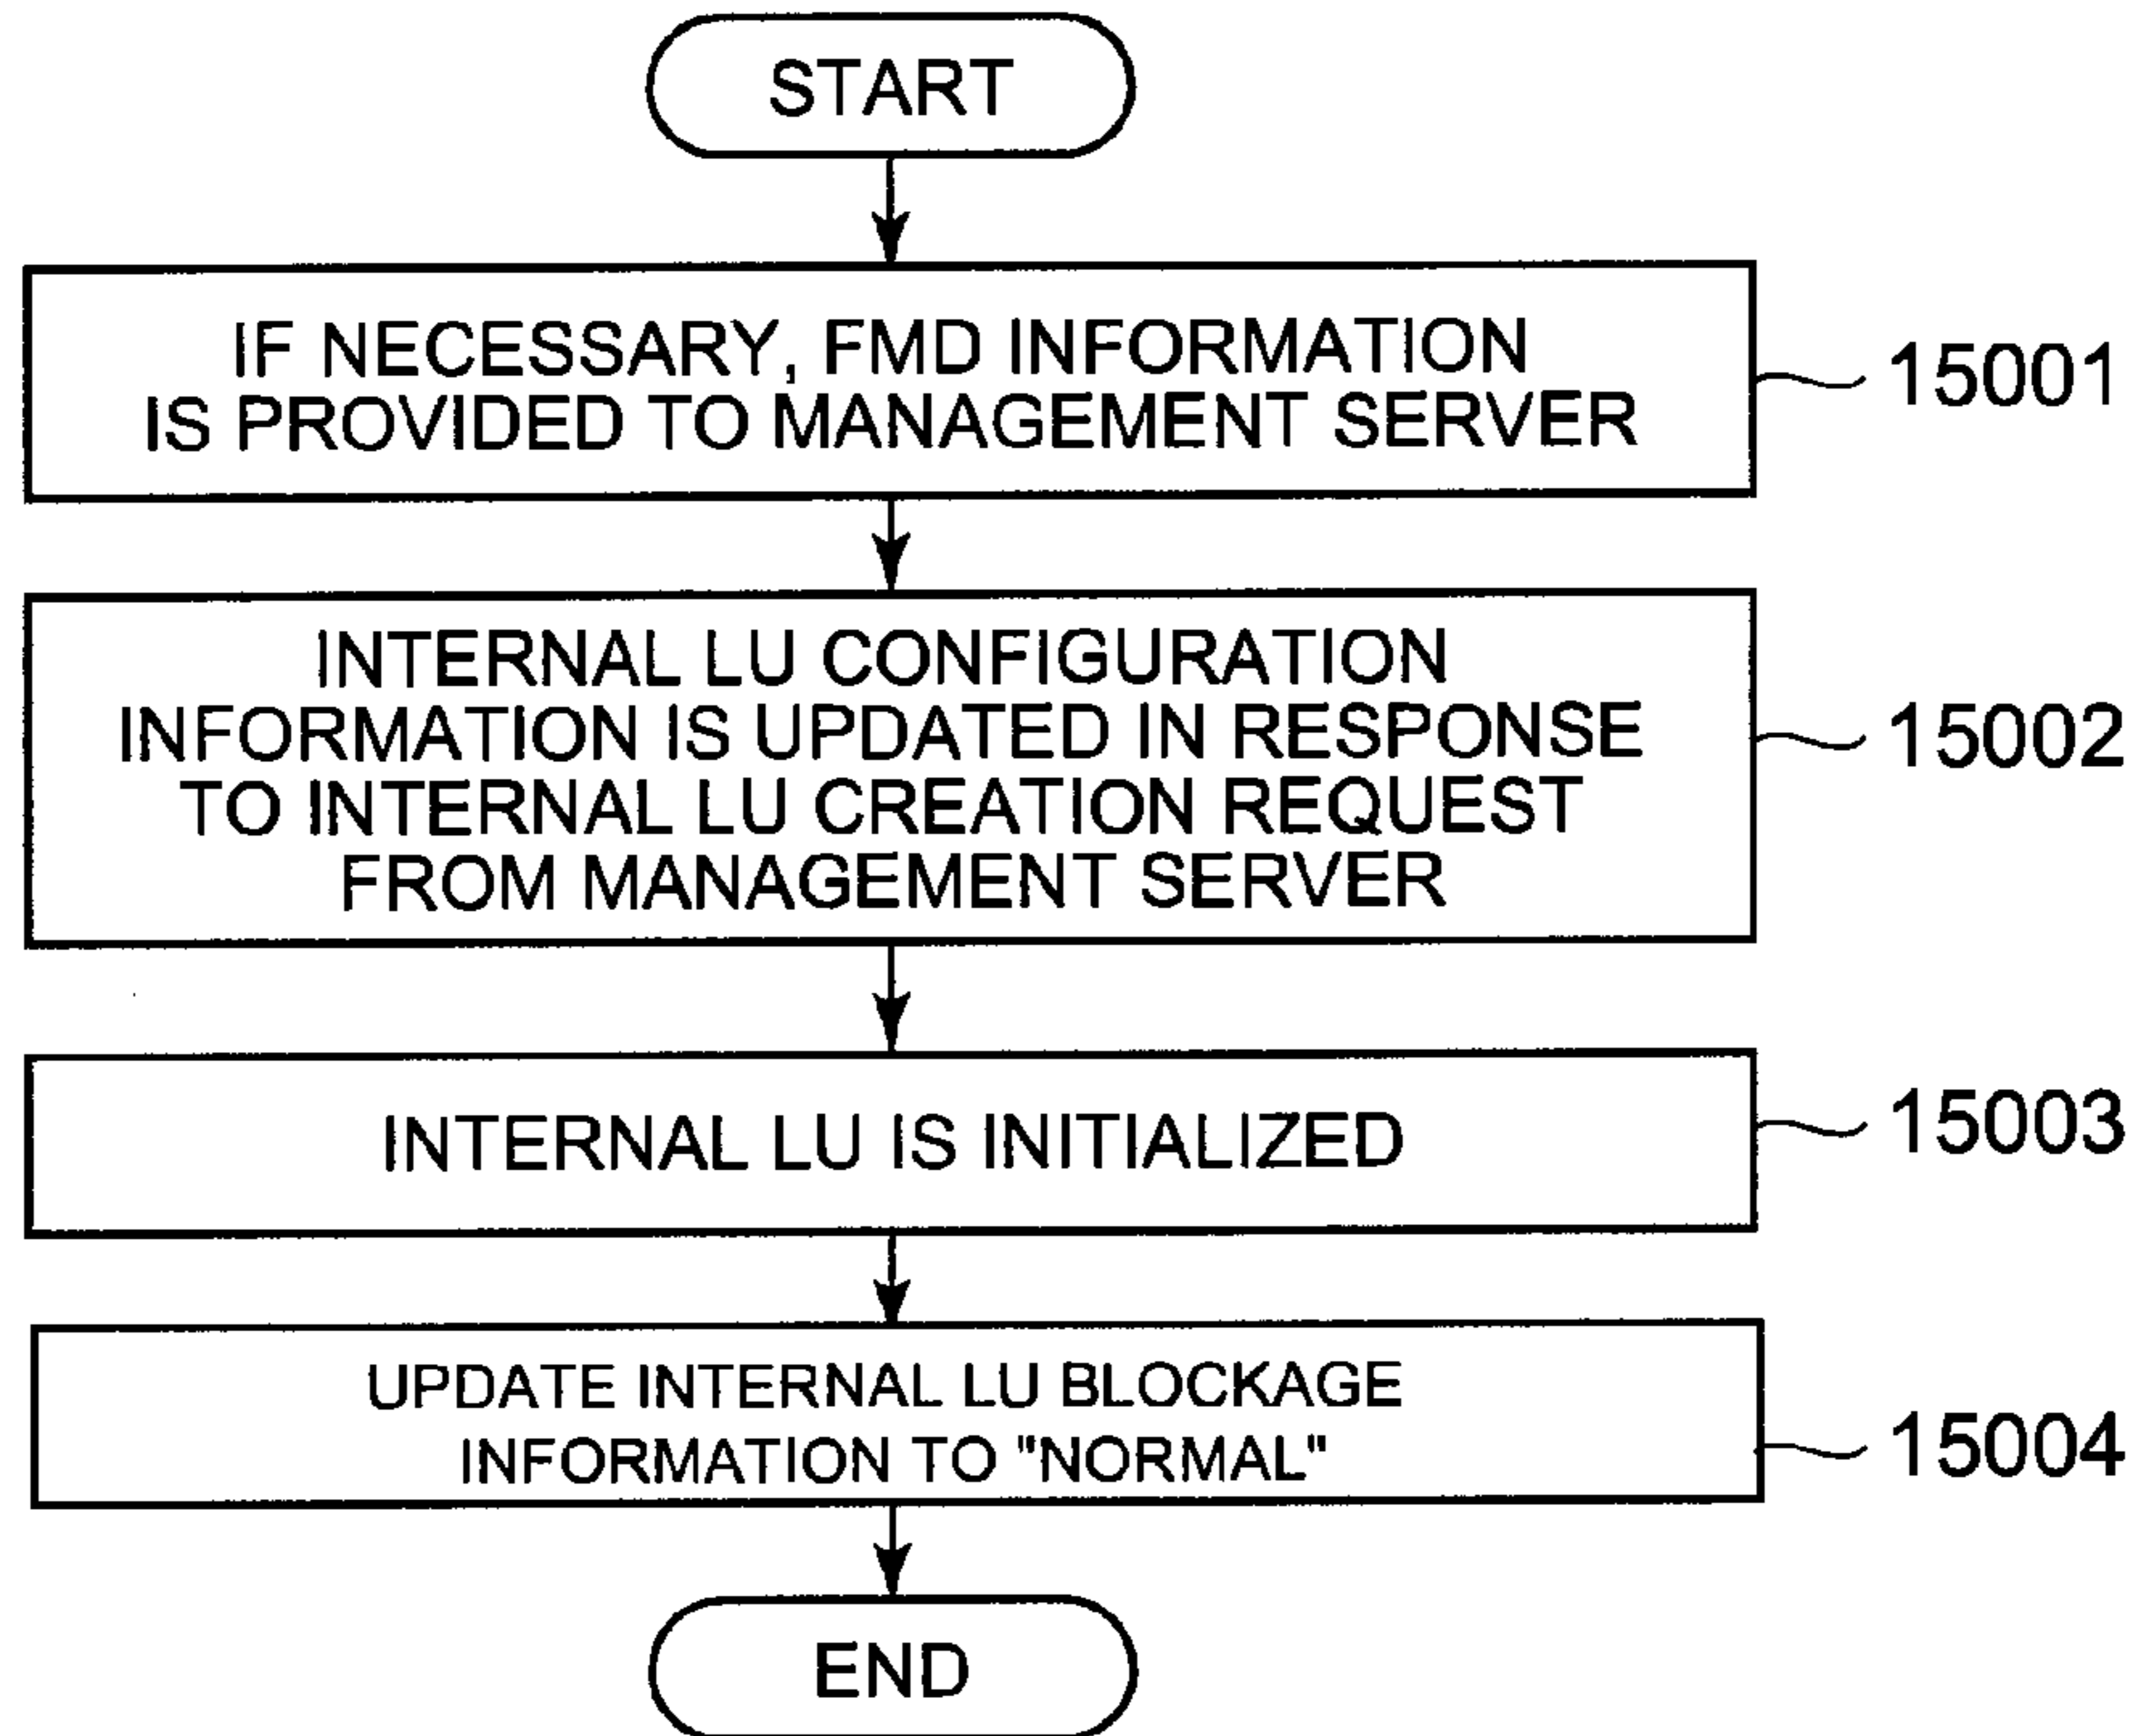 START
IF NECESSARY, FMD INFORMATION
IS PROVIDED TO MANAGEMENT SERVER
15001
INTERNAL LU CONFIGURATION
INFORMATION IS UPDATED IN RESPONSE
TO INTERNAL LU CREATION REQUEST
FROM MANAGEMENT SERVER
15002
INTERNAL LU IS INITIALIZED
15003
UPDATE INTERNAL LU BLOCKAGE
INFORMATION TO "NORMAL"
15004
END